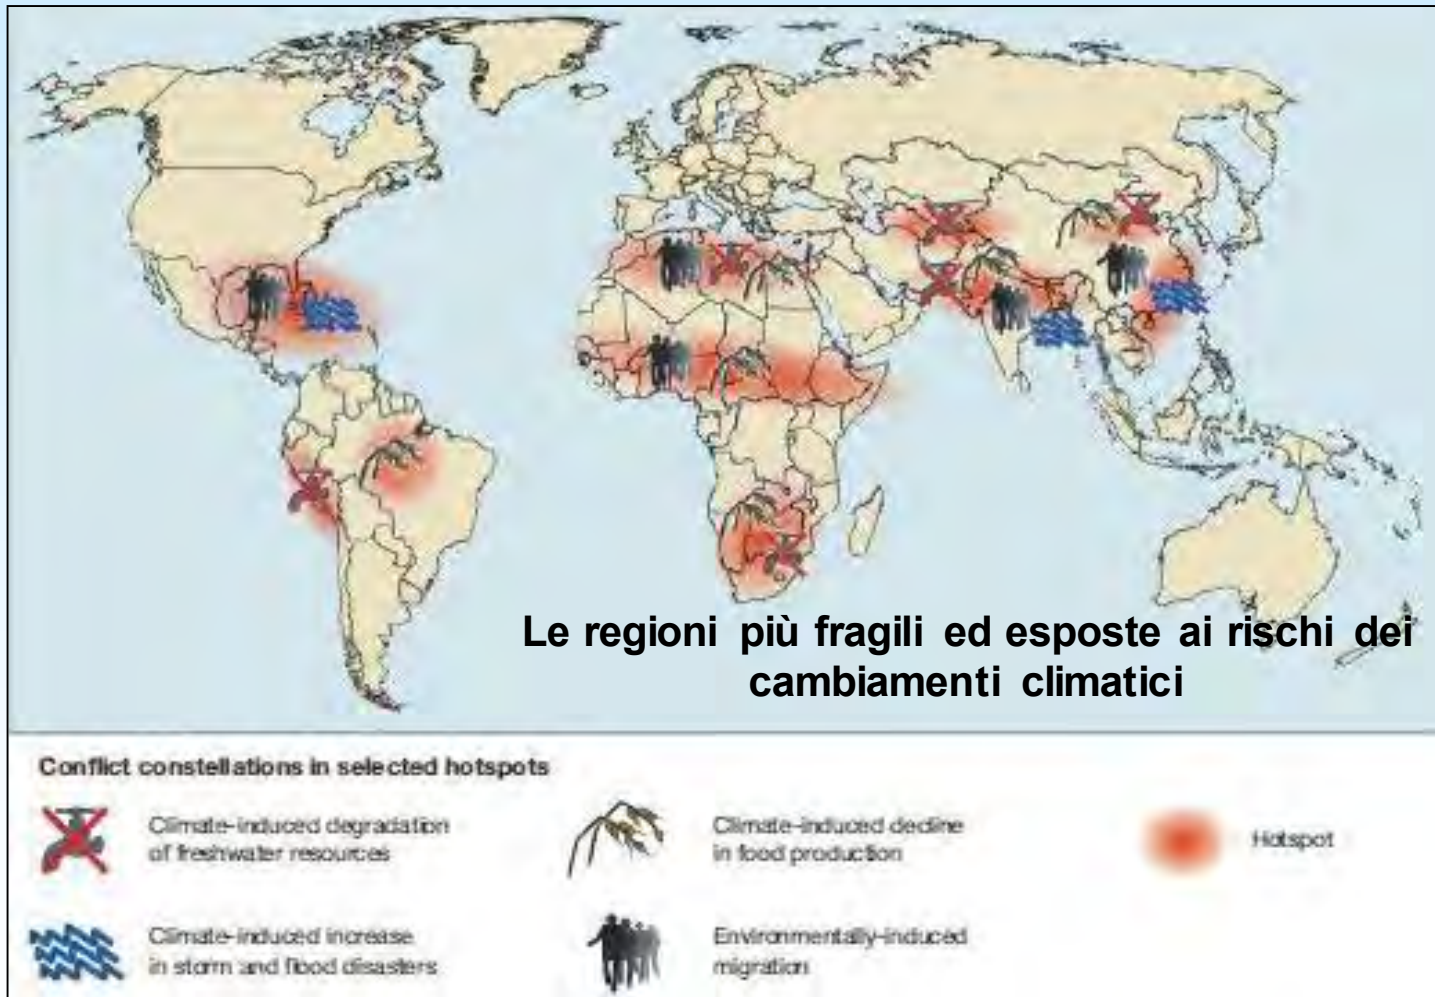 Le regioni più fragili ed esposte ai rischi dei
cambiamenti climatici
Conflict constellations in selected hotspots
Climate-induced degradation
of freshwater resources
Climate-induced decline
in food production
Hotspot
Climate-induced increase
in storm and flood disasters
Environmentally-induced
migration